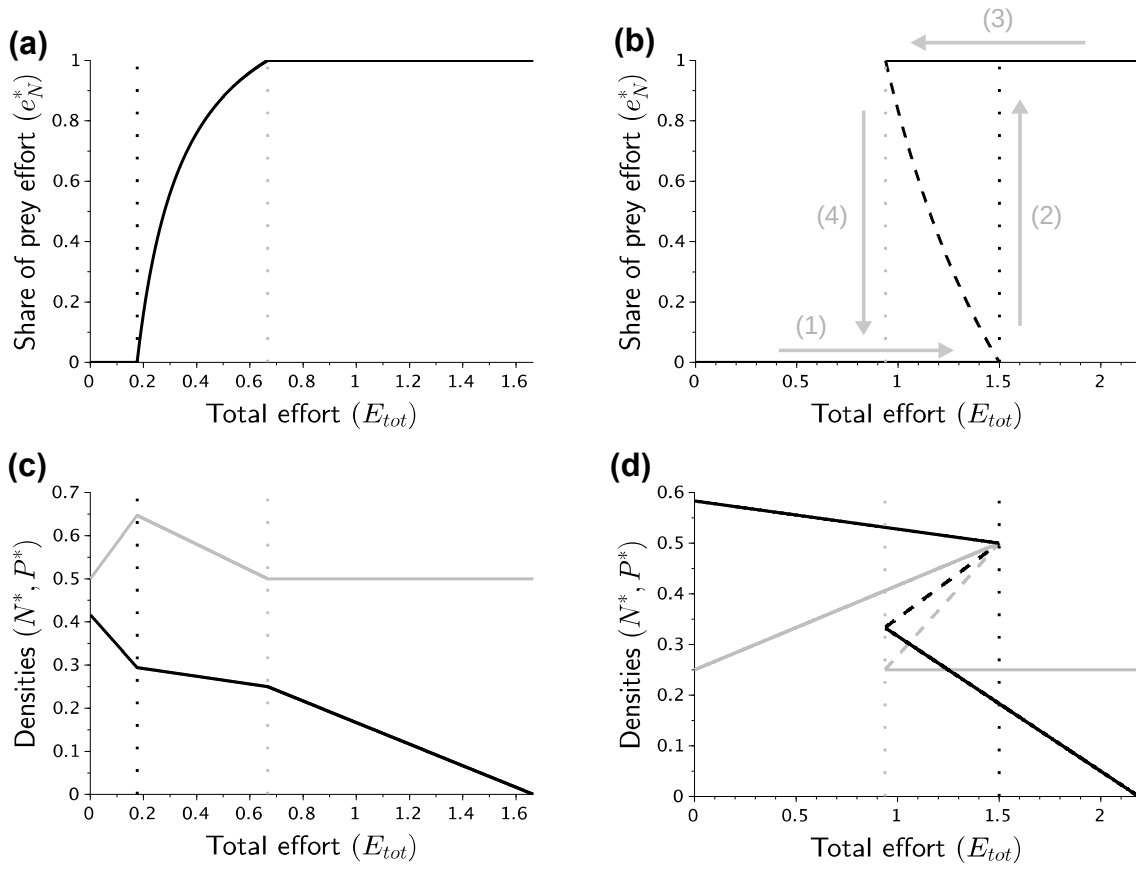 (a)
Share of prey effort (e*_N)
1
0.8
0.6
0.4
0.2
0
0 0.2 0.4 0.6 0.8 1 1.2 1.4 1.6
Total effort (E_tot)
(b)
Share of prey effort (e*_N)
1
0.8
0.6
0.4
0.2
0
(3)
(4)
(2)
(1)
0 0.5 1 1.5 2
Total effort (E_tot)
(c)
Densities (N*, P*)
0.7
0.6
0.5
0.4
0.3
0.2
0.1
0
0 0.2 0.4 0.6 0.8 1 1.2 1.4 1.6
Total effort (E_tot)
(d)
Densities (N*, P*)
0.6
0.5
0.4
0.3
0.2
0.1
0
0 0.5 1 1.5 2
Total effort (E_tot)